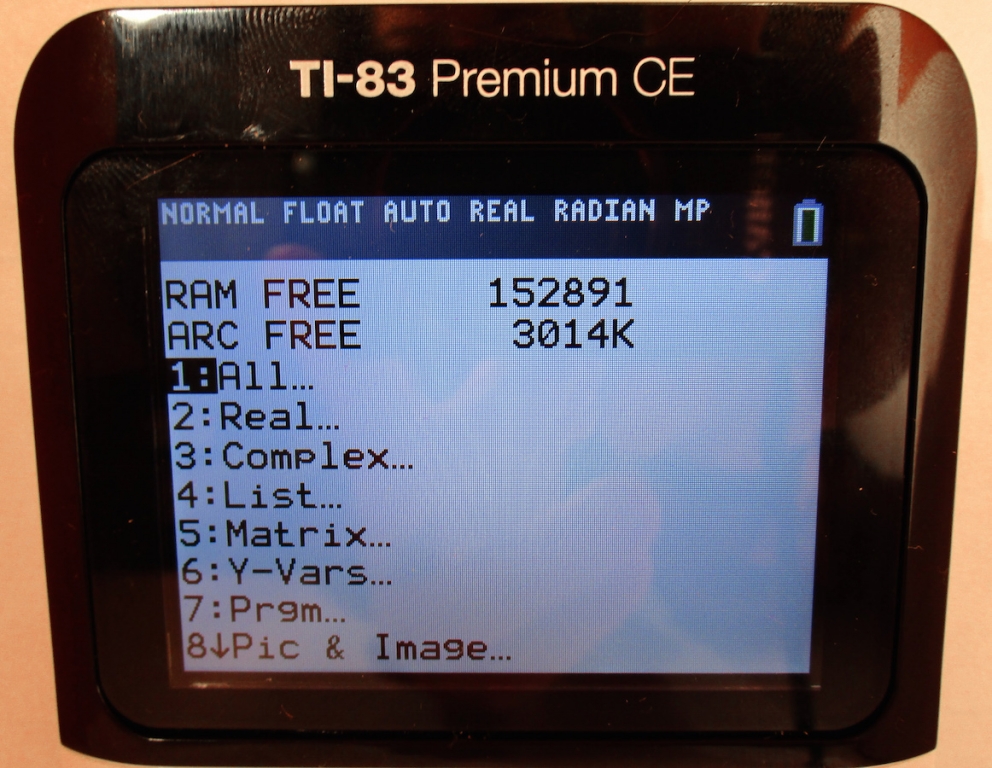 TI-83 Premium CE
NORMAL FLOAT AUTO REAL RADIAN MP
RAM FREE 152891
ARC FREE 3014K
1:All…
2:Real…
3:Complex…
4:List…
5:Matrix…
6:Y-Vars…
7:Prgm…
8↓Pic & Image…